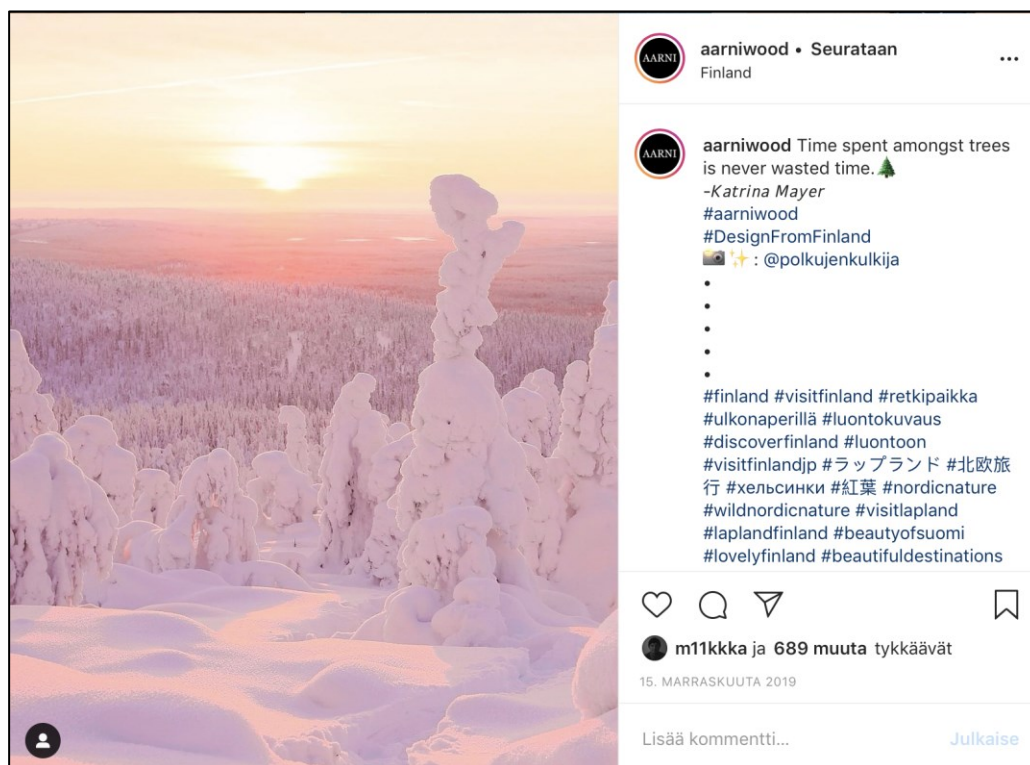 AARNI
aarniwood • Seurataan
Finland
AARNI
aarniwood Time spent amongst trees
is never wasted time.🌲
-Katrina Mayer
#aarniwood
#DesignFromFinland
📸✨ : @polkujenkulkija
•
•
•
•
•
#finland #visitfinland #retkipaikka
#ulkonaperillä #luontokuvaus
#discoverfinland #luontoon
#visitfinlandjp #ラップランド #北欧旅
行 #хельсинки #紅葉 #nordicnature
#wildnordicnature #visitlapland
#laplandfinland #beautyofsuomi
#lovelyfinland #beautifuldestinations
m11kkka ja 689 muuta tykkäävät
15. MARRASKUUTA 2019
Lisää kommentti...
Julkaise